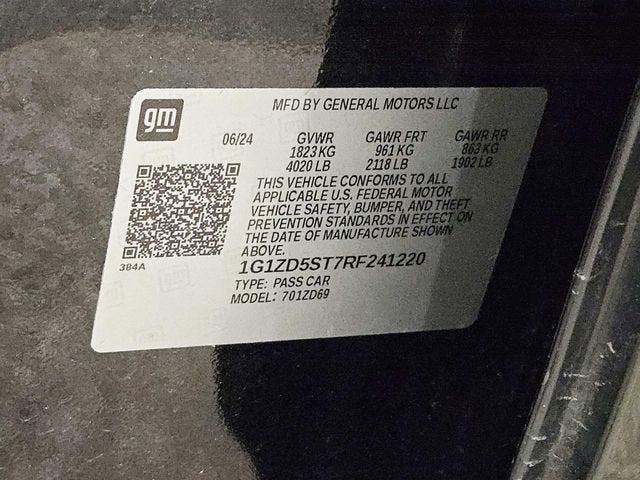 gm
MFD BY GENERAL MOTORS LLC
06/24 GVWR GAWR FRT GAWR RR
1823 KG 961 KG 863 KG
4020 LB 2118 LB 1902 LB
THIS VEHICLE CONFORMS TO ALL
APPLICABLE U.S. FEDERAL MOTOR
VEHICLE SAFETY, BUMPER, AND THEFT
PREVENTION STANDARDS IN EFFECT ON
THE DATE OF MANUFACTURE SHOWN
ABOVE.
384A
1G1ZD5ST7RF241220
TYPE: PASS CAR
MODEL: 701ZD69